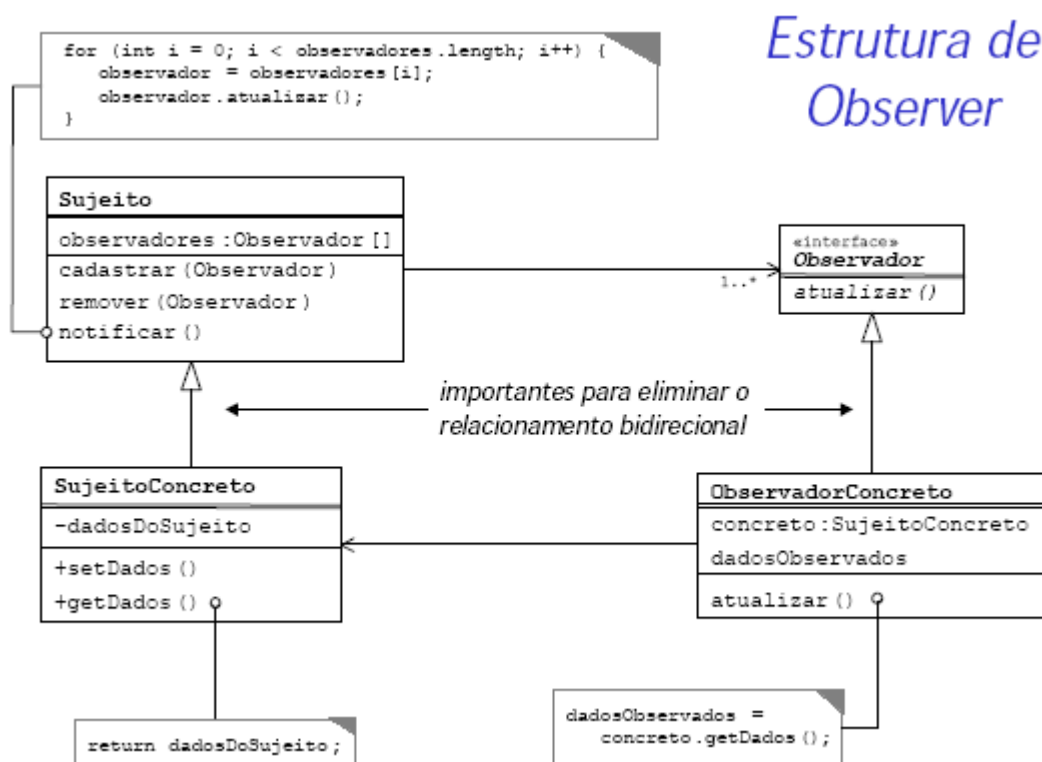 Estrutura de
Observer
for (int i = 0; i < observadores.length; i++) {
observador = observadores[i];
observador.atualizar();
}
Sujeito
observadores :Observador []
cadastrar(Observador)
remover(Observador)
notificar()
«interface»
Observador
atualizar()
1..*
importantes para eliminar o
relacionamento bidirecional
SujeitoConcreto
-dadosDoSujeito
+setDados()
+getDados()
return dadosDoSujeito;
ObservadorConcreto
concreto:SujeitoConcreto
dadosObservados
atualizar()
dadosObservados =
concreto.getDados();